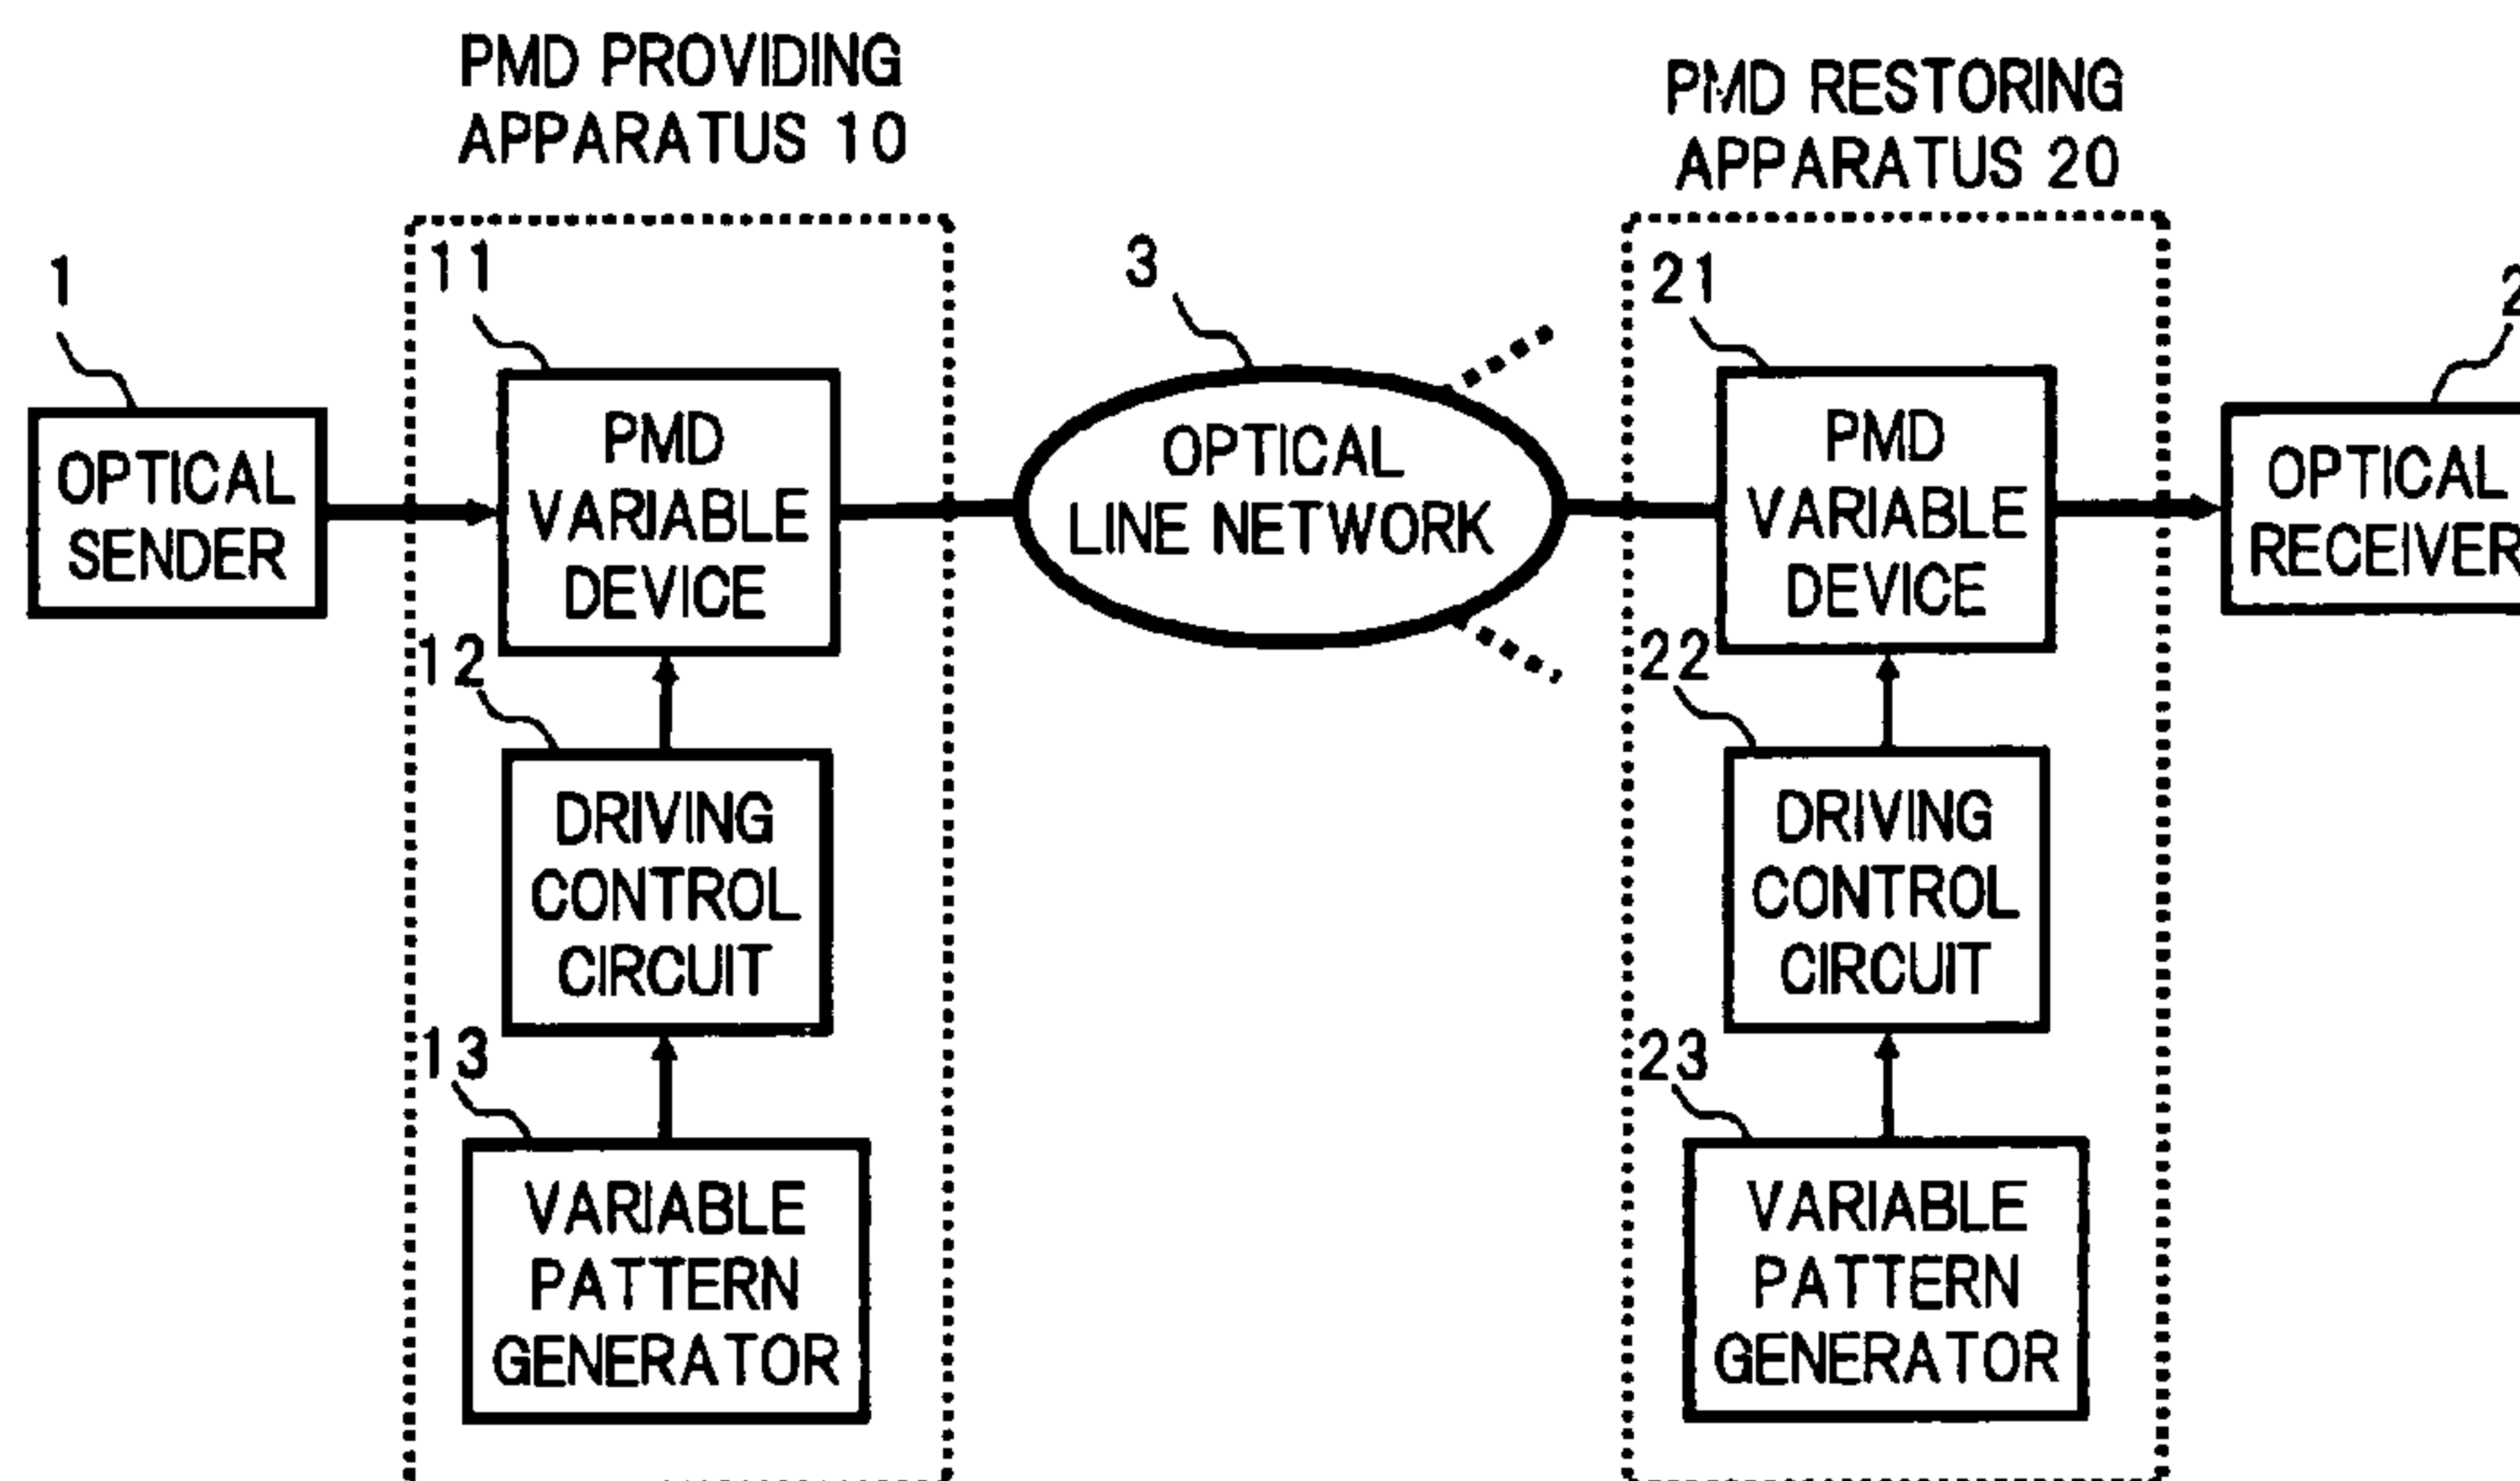 PMD PROVIDING
APPARATUS 10
PMD RESTORING
APPARATUS 20
1
11
3
21
2
OPTICAL
SENDER
PMD
VARIABLE
DEVICE
OPTICAL
LINE NETWORK
PMD
VARIABLE
DEVICE
OPTICAL
RECEIVER
12
22
DRIVING
CONTROL
CIRCUIT
DRIVING
CONTROL
CIRCUIT
13
23
VARIABLE
PATTERN
GENERATOR
VARIABLE
PATTERN
GENERATOR